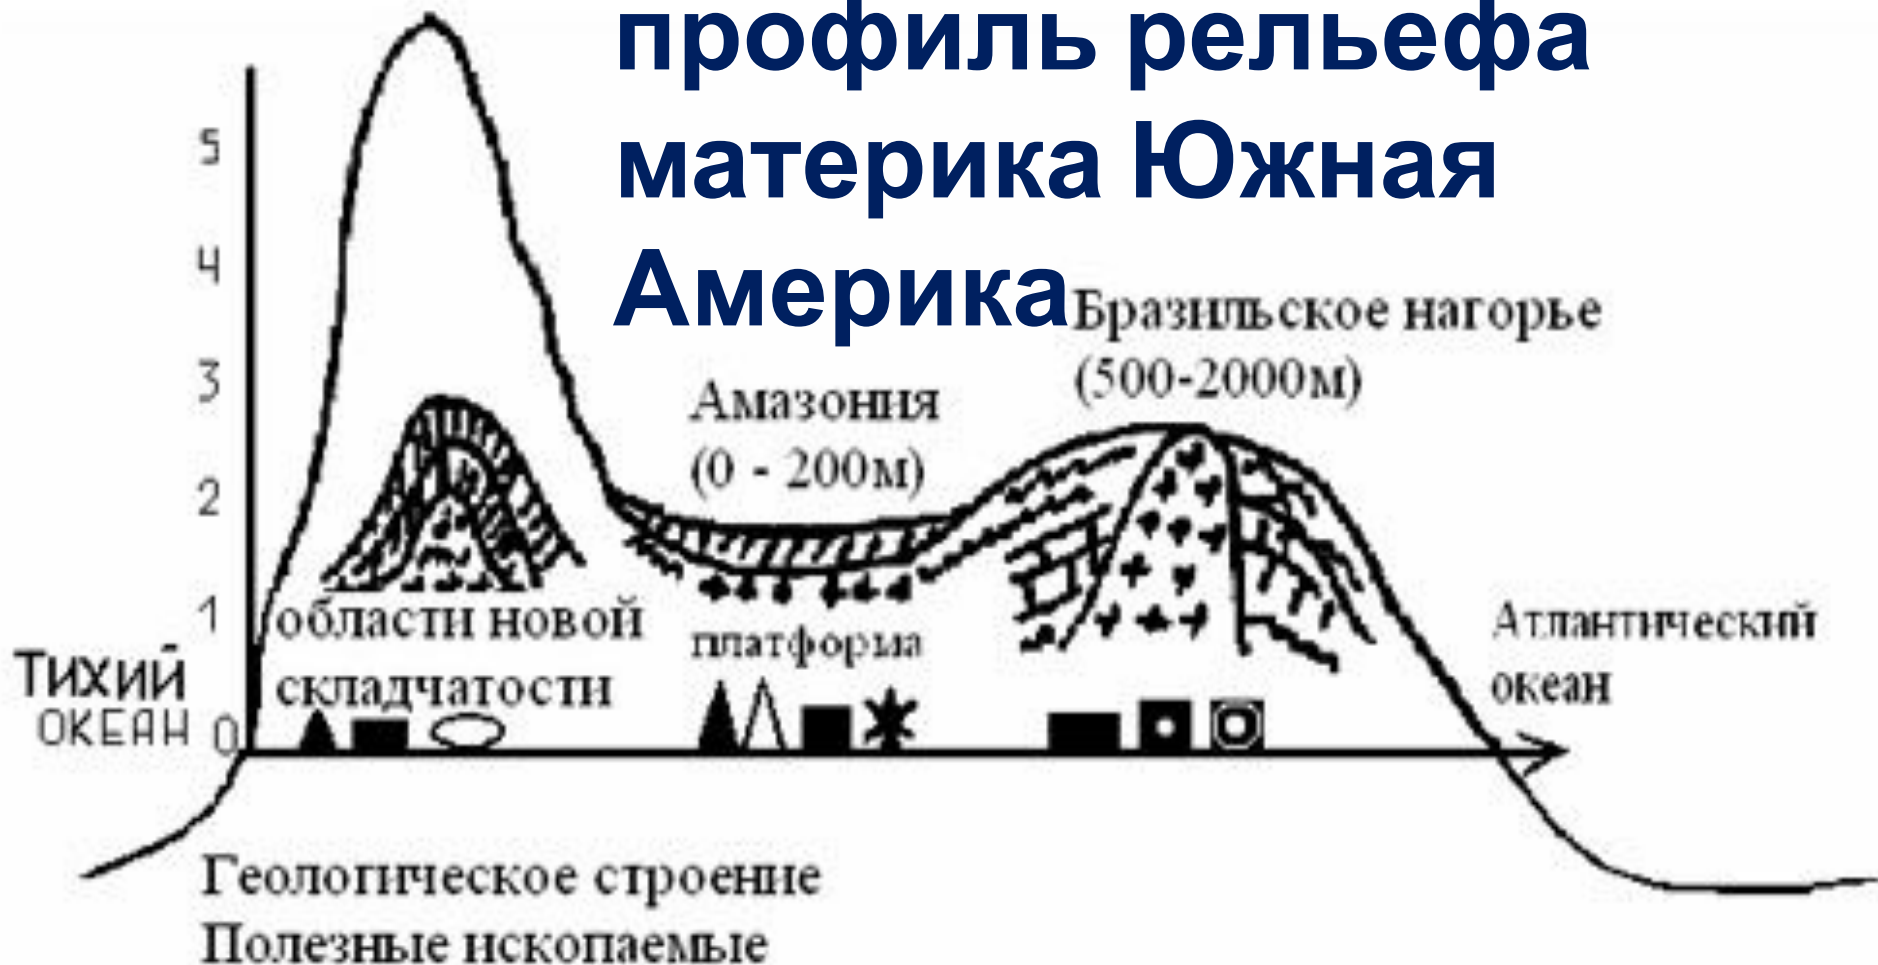 профиль рельефа
материка Южная
Америка
Бразильское нагорье
(500-2000м)
Амазония
(0 - 200м)
5
4
3
2
1
0
области новой
складчатости
платформа
Тихий
океан
Атлантический
океан
Геологическое строение
Полезные ископаемые